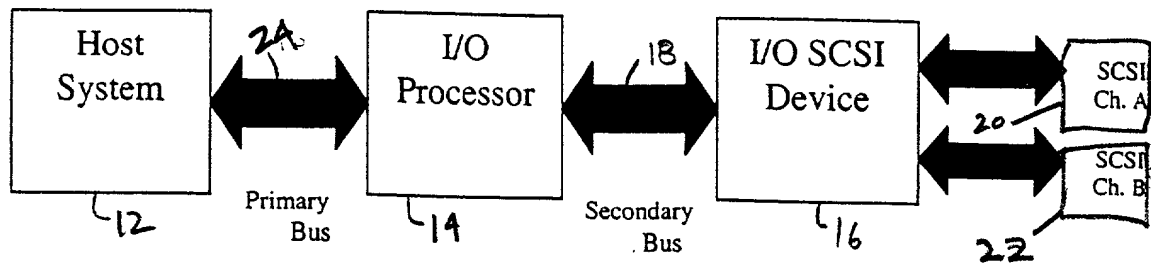 Host
System
24
I/O
Processor
18
I/O SCSI
Device
SCSI
Ch. A
20
SCSI
Ch. B
12
Primary
Bus
14
Secondary
Bus
16
22